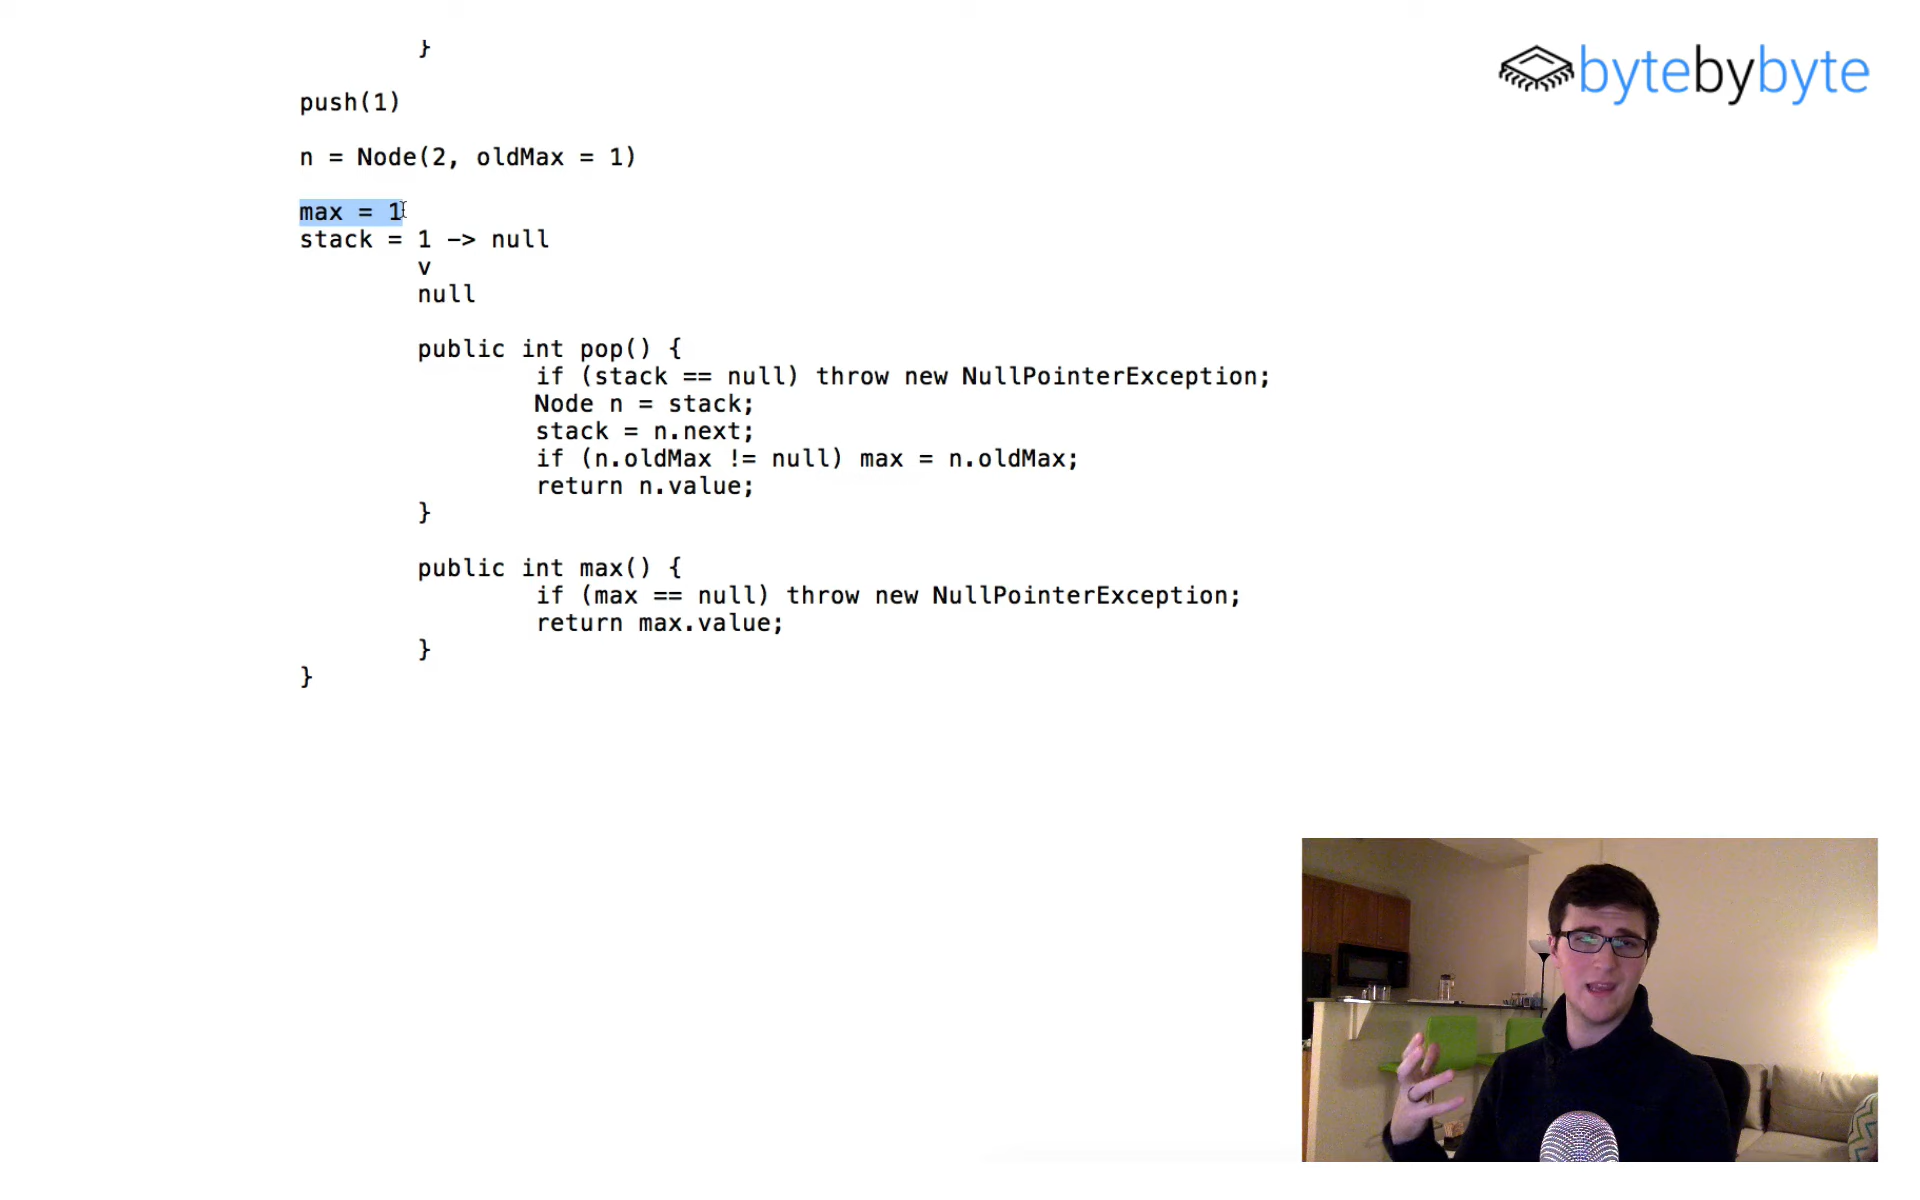 }
bytebybyte
push(1)
n = Node(2, oldMax = 1)
max = 1
stack = 1 -> null
v
null
public int pop() {
if (stack == null) throw new NullPointerException;
Node n = stack;
stack = n.next;
if (n.oldMax != null) max = n.oldMax;
return n.value;
}
public int max() {
if (max == null) throw new NullPointerException;
return max.value;
}
}